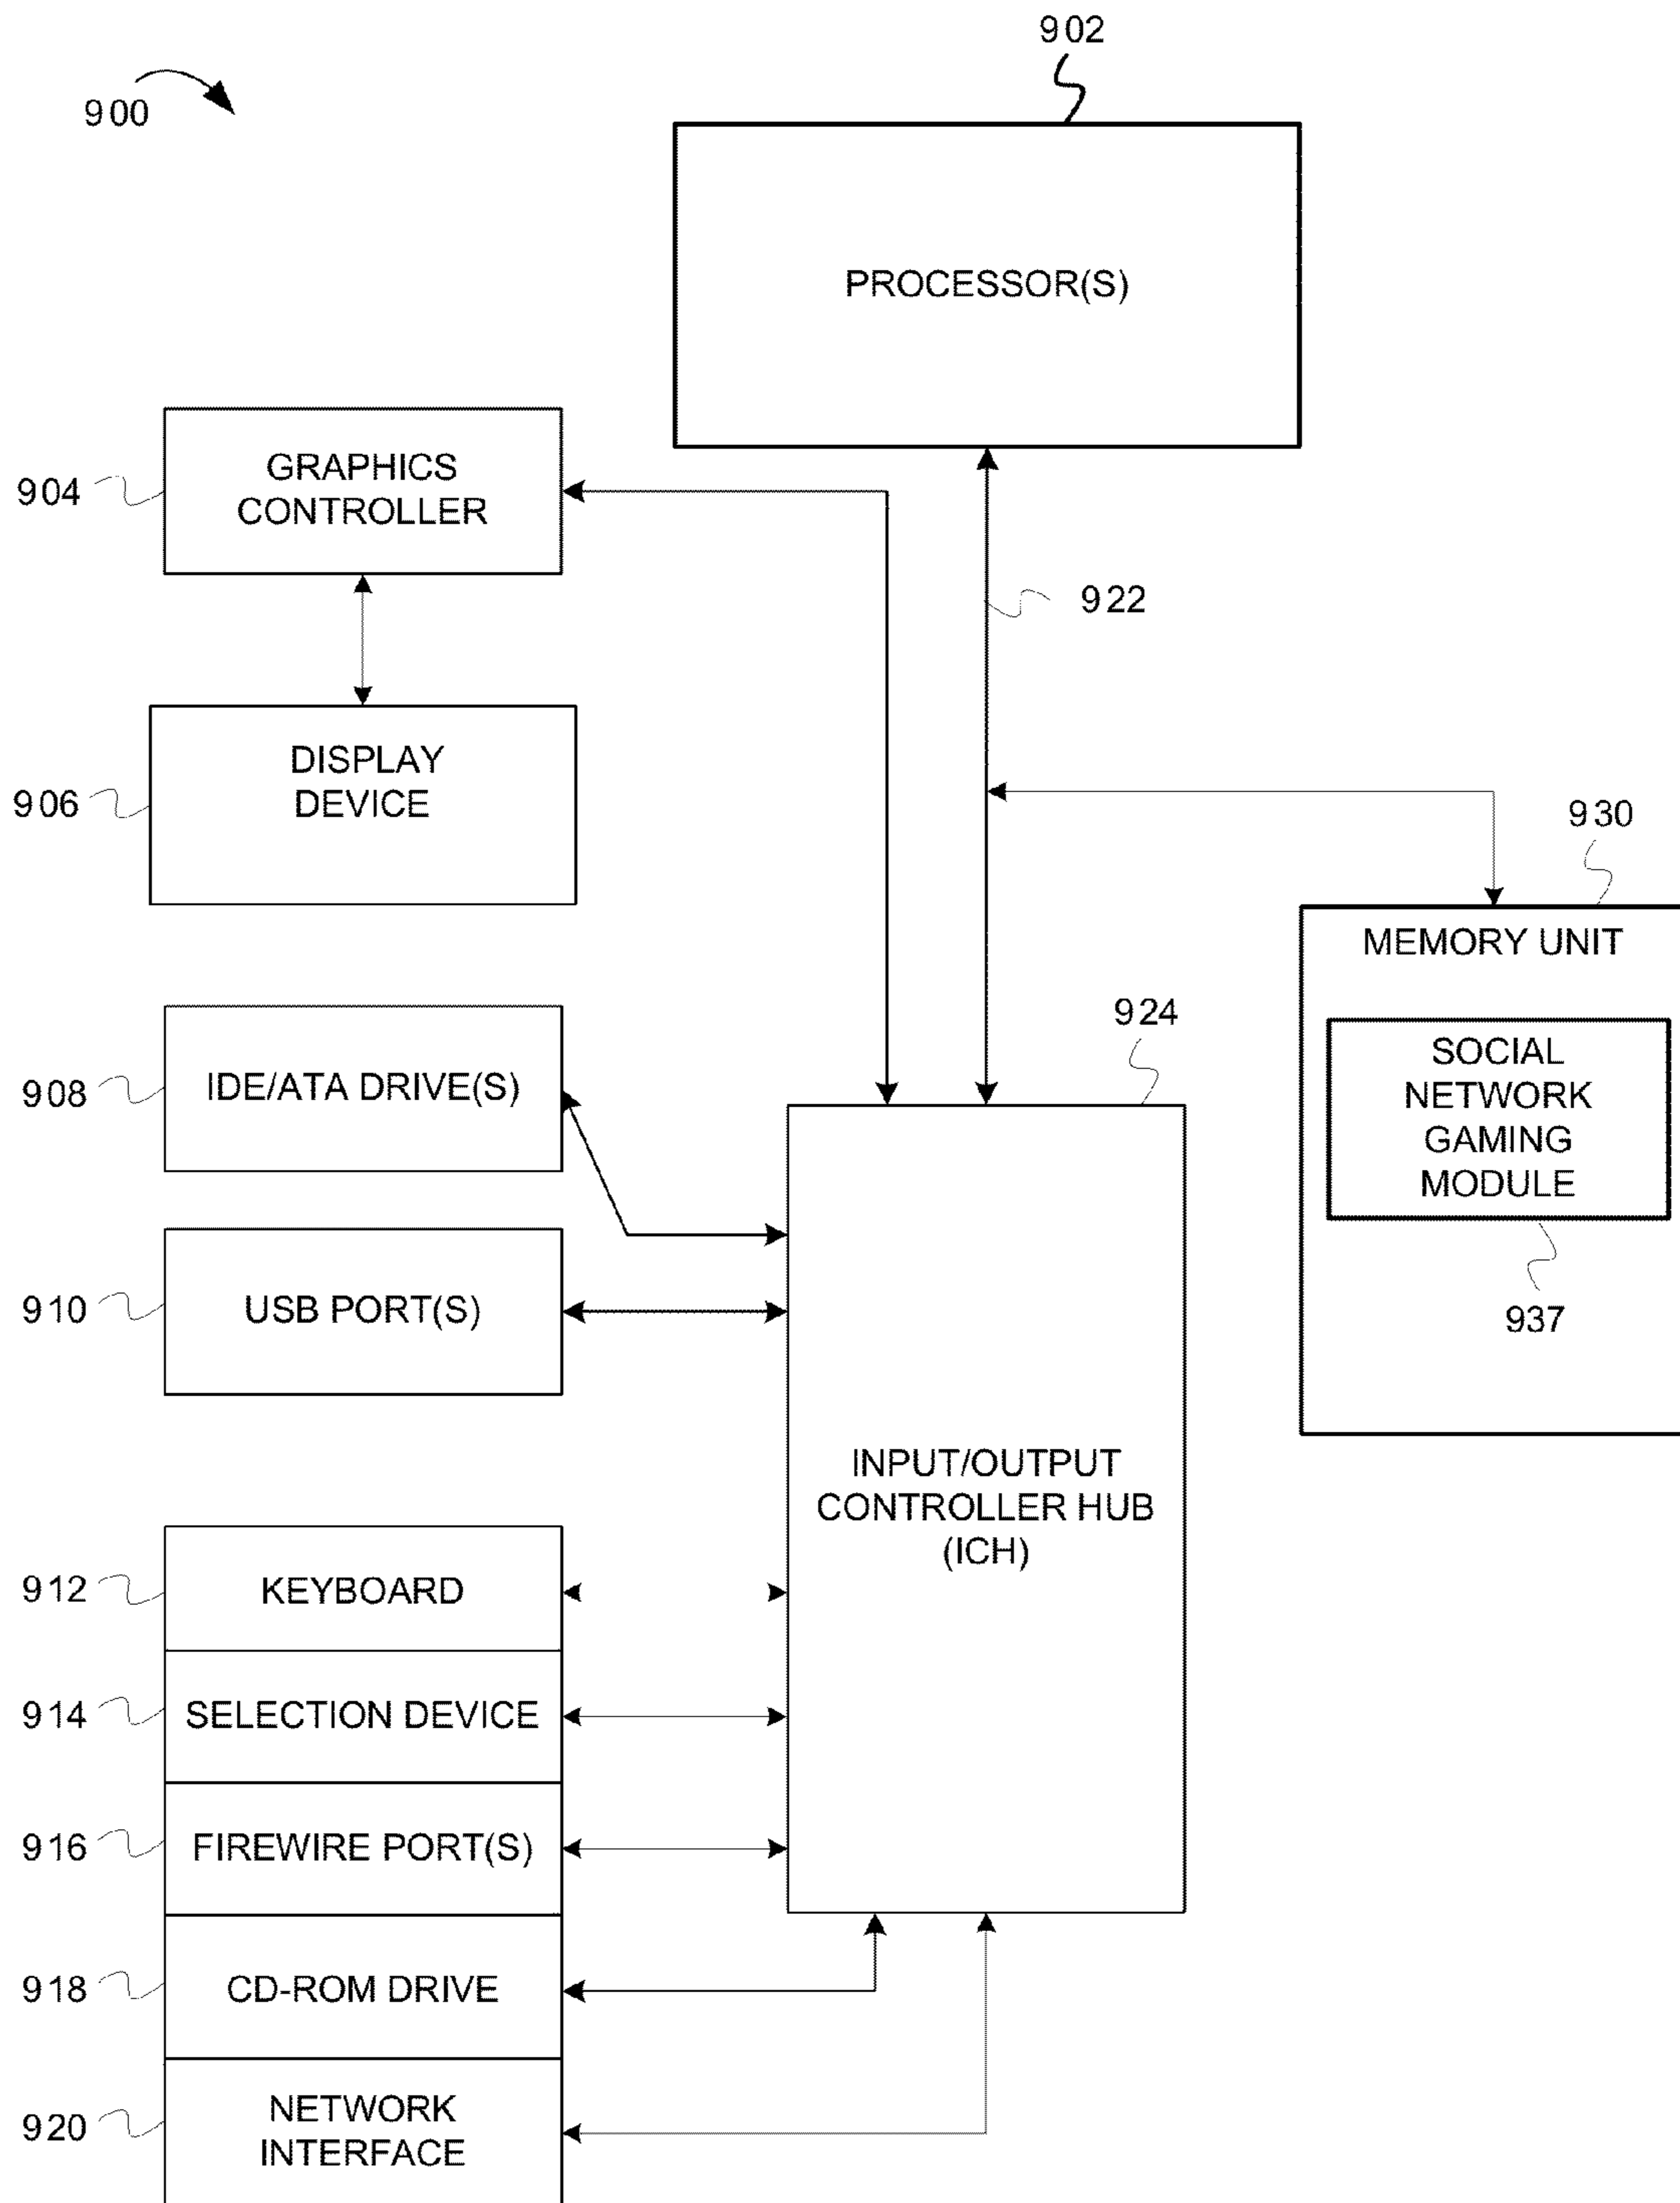 902
900
PROCESSOR(S)
GRAPHICS
CONTROLLER
904
922
DISPLAY
DEVICE
906
930
MEMORY UNIT
924
SOCIAL
NETWORK
GAMING
MODULE
937
908
IDE/ATA DRIVE(S)
910
USB PORT(S)
INPUT/OUTPUT
CONTROLLER HUB
(ICH)
912
KEYBOARD
914
SELECTION DEVICE
916
FIREWIRE PORT(S)
918
CD-ROM DRIVE
920
NETWORK
INTERFACE